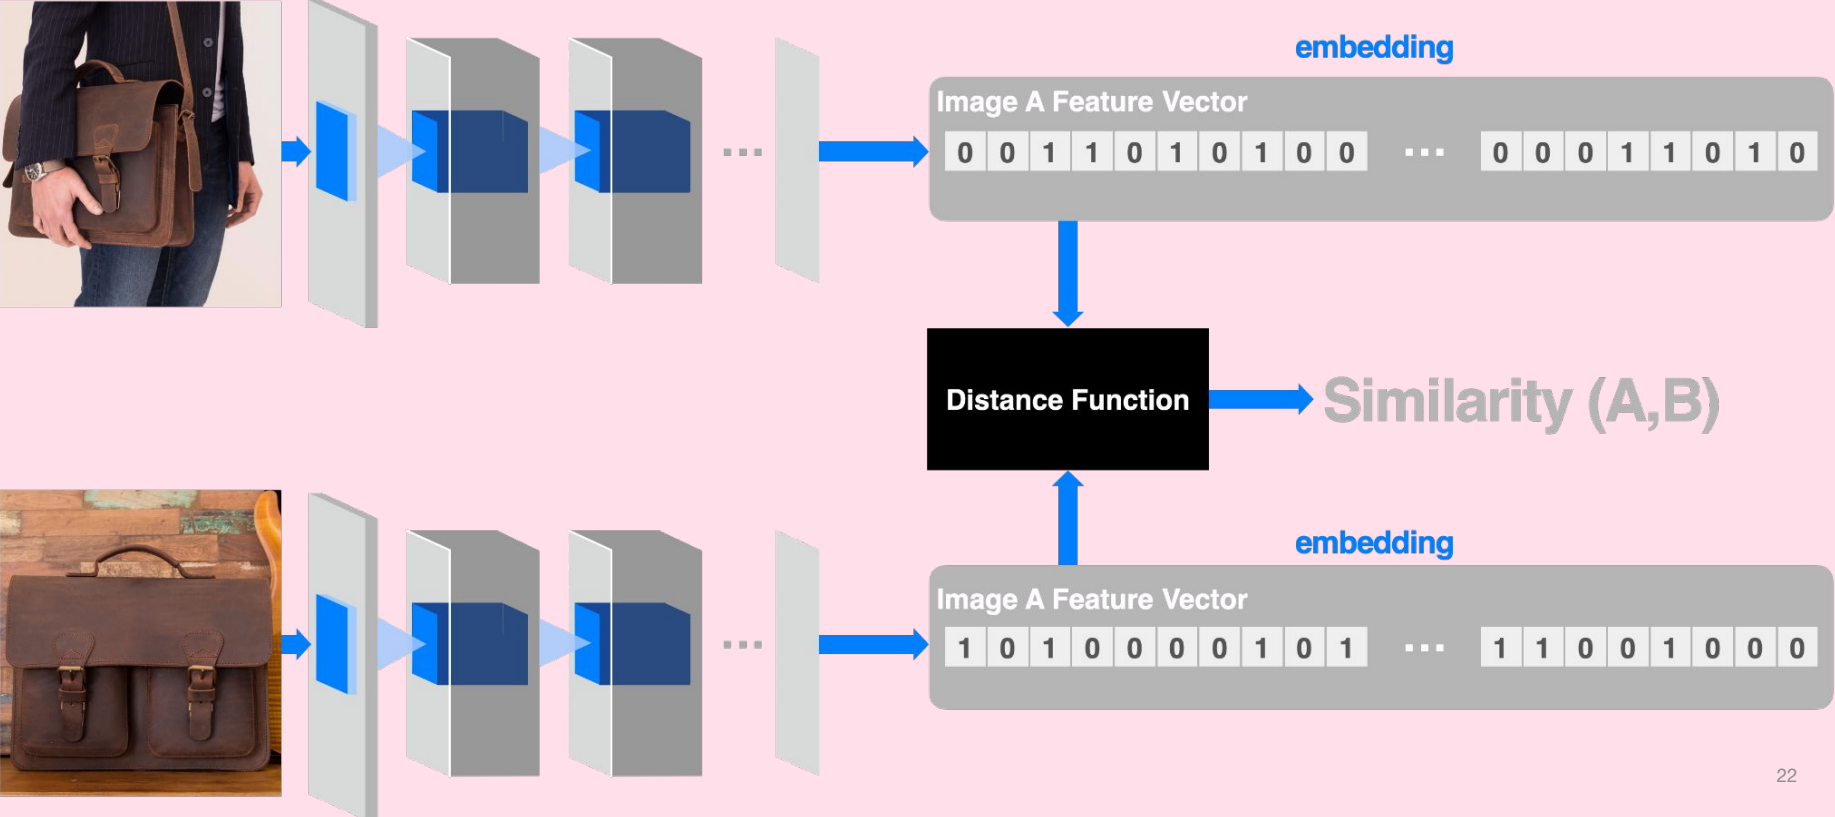 embedding
Image A Feature Vector
0 0 1 1 0 1 0 1 0 0 ... 0 0 0 1 1 0 1 0
Distance Function
Similarity (A,B)
embedding
Image A Feature Vector
1 0 1 0 0 0 0 1 0 1 ... 1 1 0 0 1 0 0 0
22